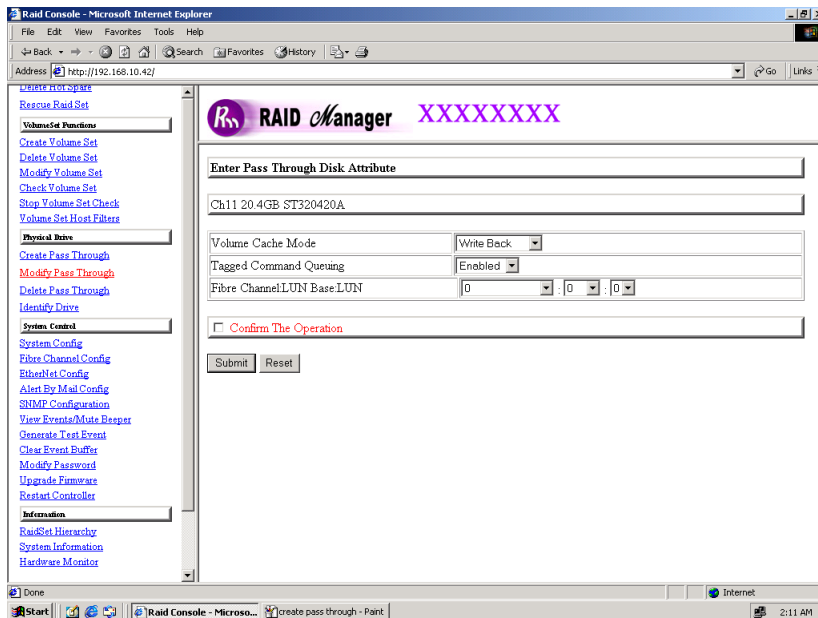 Raid Console - Microsoft Internet Explorer
File Edit View Favorites Tools Help
Back Search Favorites History
Address http://192.168.10.42/ Go Links
Delete Hot Spare
Rescue Raid Set
VolumeSet Functions
Create Volume Set
Delete Volume Set
Modify Volume Set
Check Volume Set
Stop Volume Set Check
Volume Set Host Filters
Physical Drive
Create Pass Through
Modify Pass Through
Delete Pass Through
Identify Drive
System Control
System Config
Fibre Channel Config
EtherNet Config
Alert By Mail Config
SNMP Configuration
View Events/Mute Beeper
Generate Test Event
Clear Event Buffer
Modify Password
Upgrade Firmware
Restart Controller
Information
RaidSet Hierarchy
System Information
Hardware Monitor
Rm RAID Manager XXXXXXXX
Enter Pass Through Disk Attribute
Ch11 20.4GB ST320420A
Volume Cache Mode Write Back
Tagged Command Queuing Enabled
Fibre Channel:LUN Base:LUN 0 : 0 : 0
Confirm The Operation
Submit Reset
Done Internet
Start Raid Console - Microso... create pass through - Paint 2:11 AM